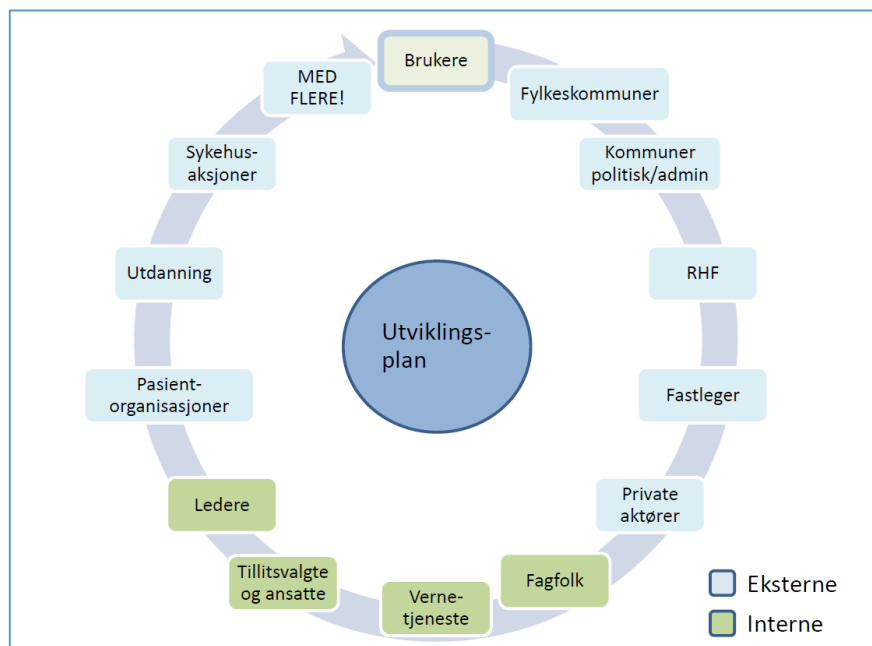 Brukere
Fylkeskommuner
Kommuner
politisk/admin
RHF
Fastleger
Private
aktører
Fagfolk
Verne-
tjeneste
Tillitsvalgte
og ansatte
Ledere
Pasient-
organisasjoner
Utdanning
Sykehus-
aksjoner
MED
FLERE!
Utviklings-
plan
Eksterne
Interne